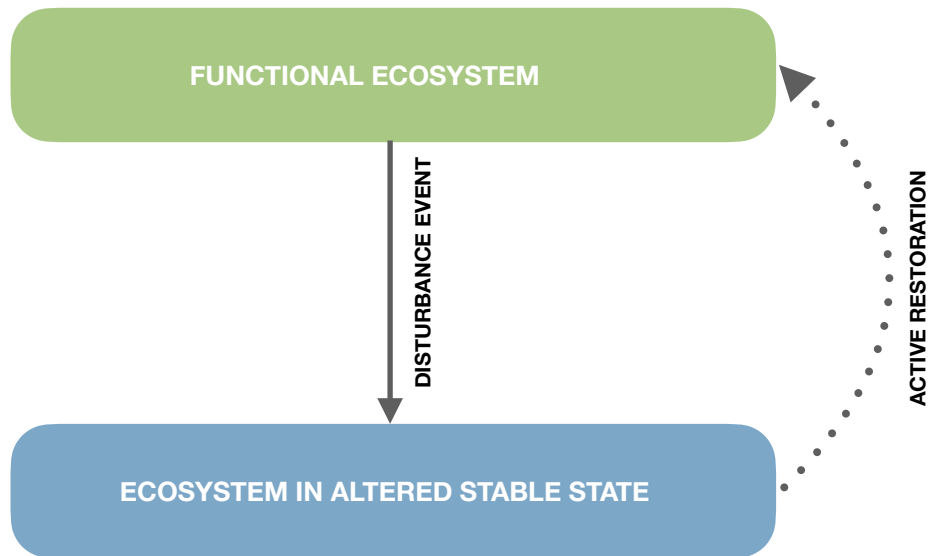 FUNCTIONAL ECOSYSTEM
DISTURBANCE EVENT
ACTIVE RESTORATION
ECOSYSTEM IN ALTERED STABLE STATE